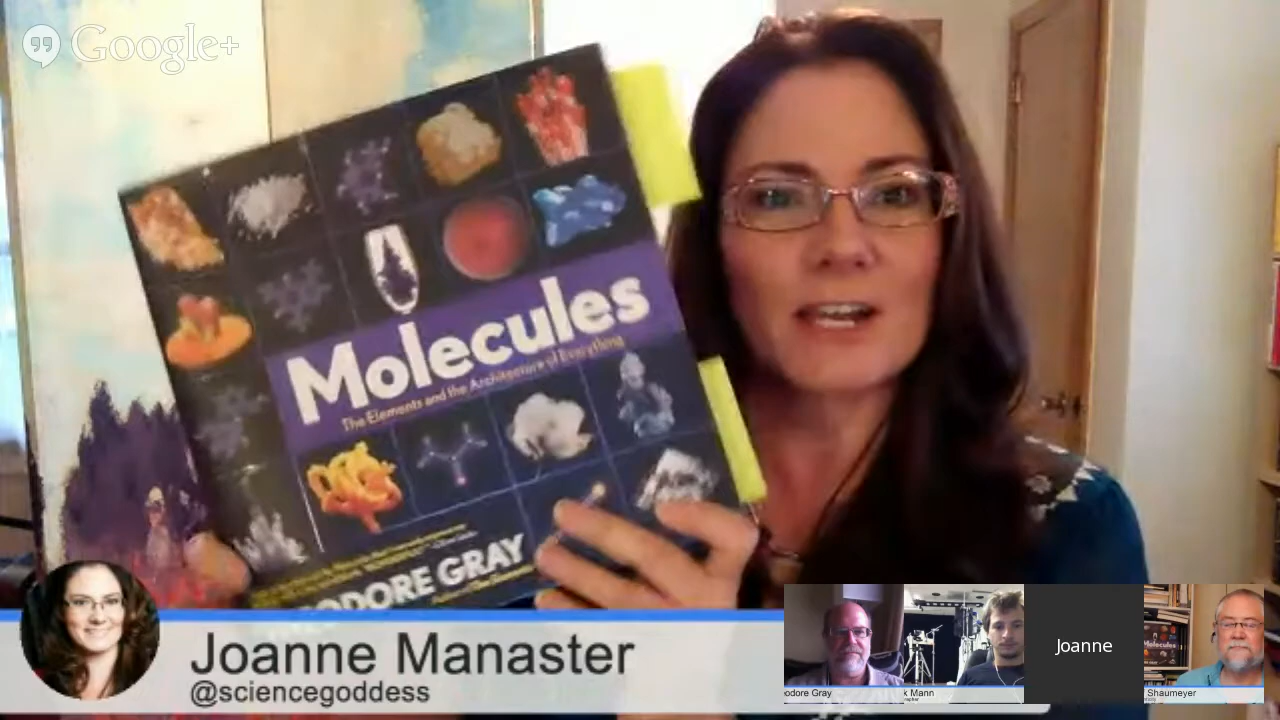 Google+
Molecules
The Elements and the Architecture of Everything
ODORE GRAY
Joanne Manaster
@sciencegoddess
odore Gray
k Mann
Joanne
Molecules
Shaumeyer